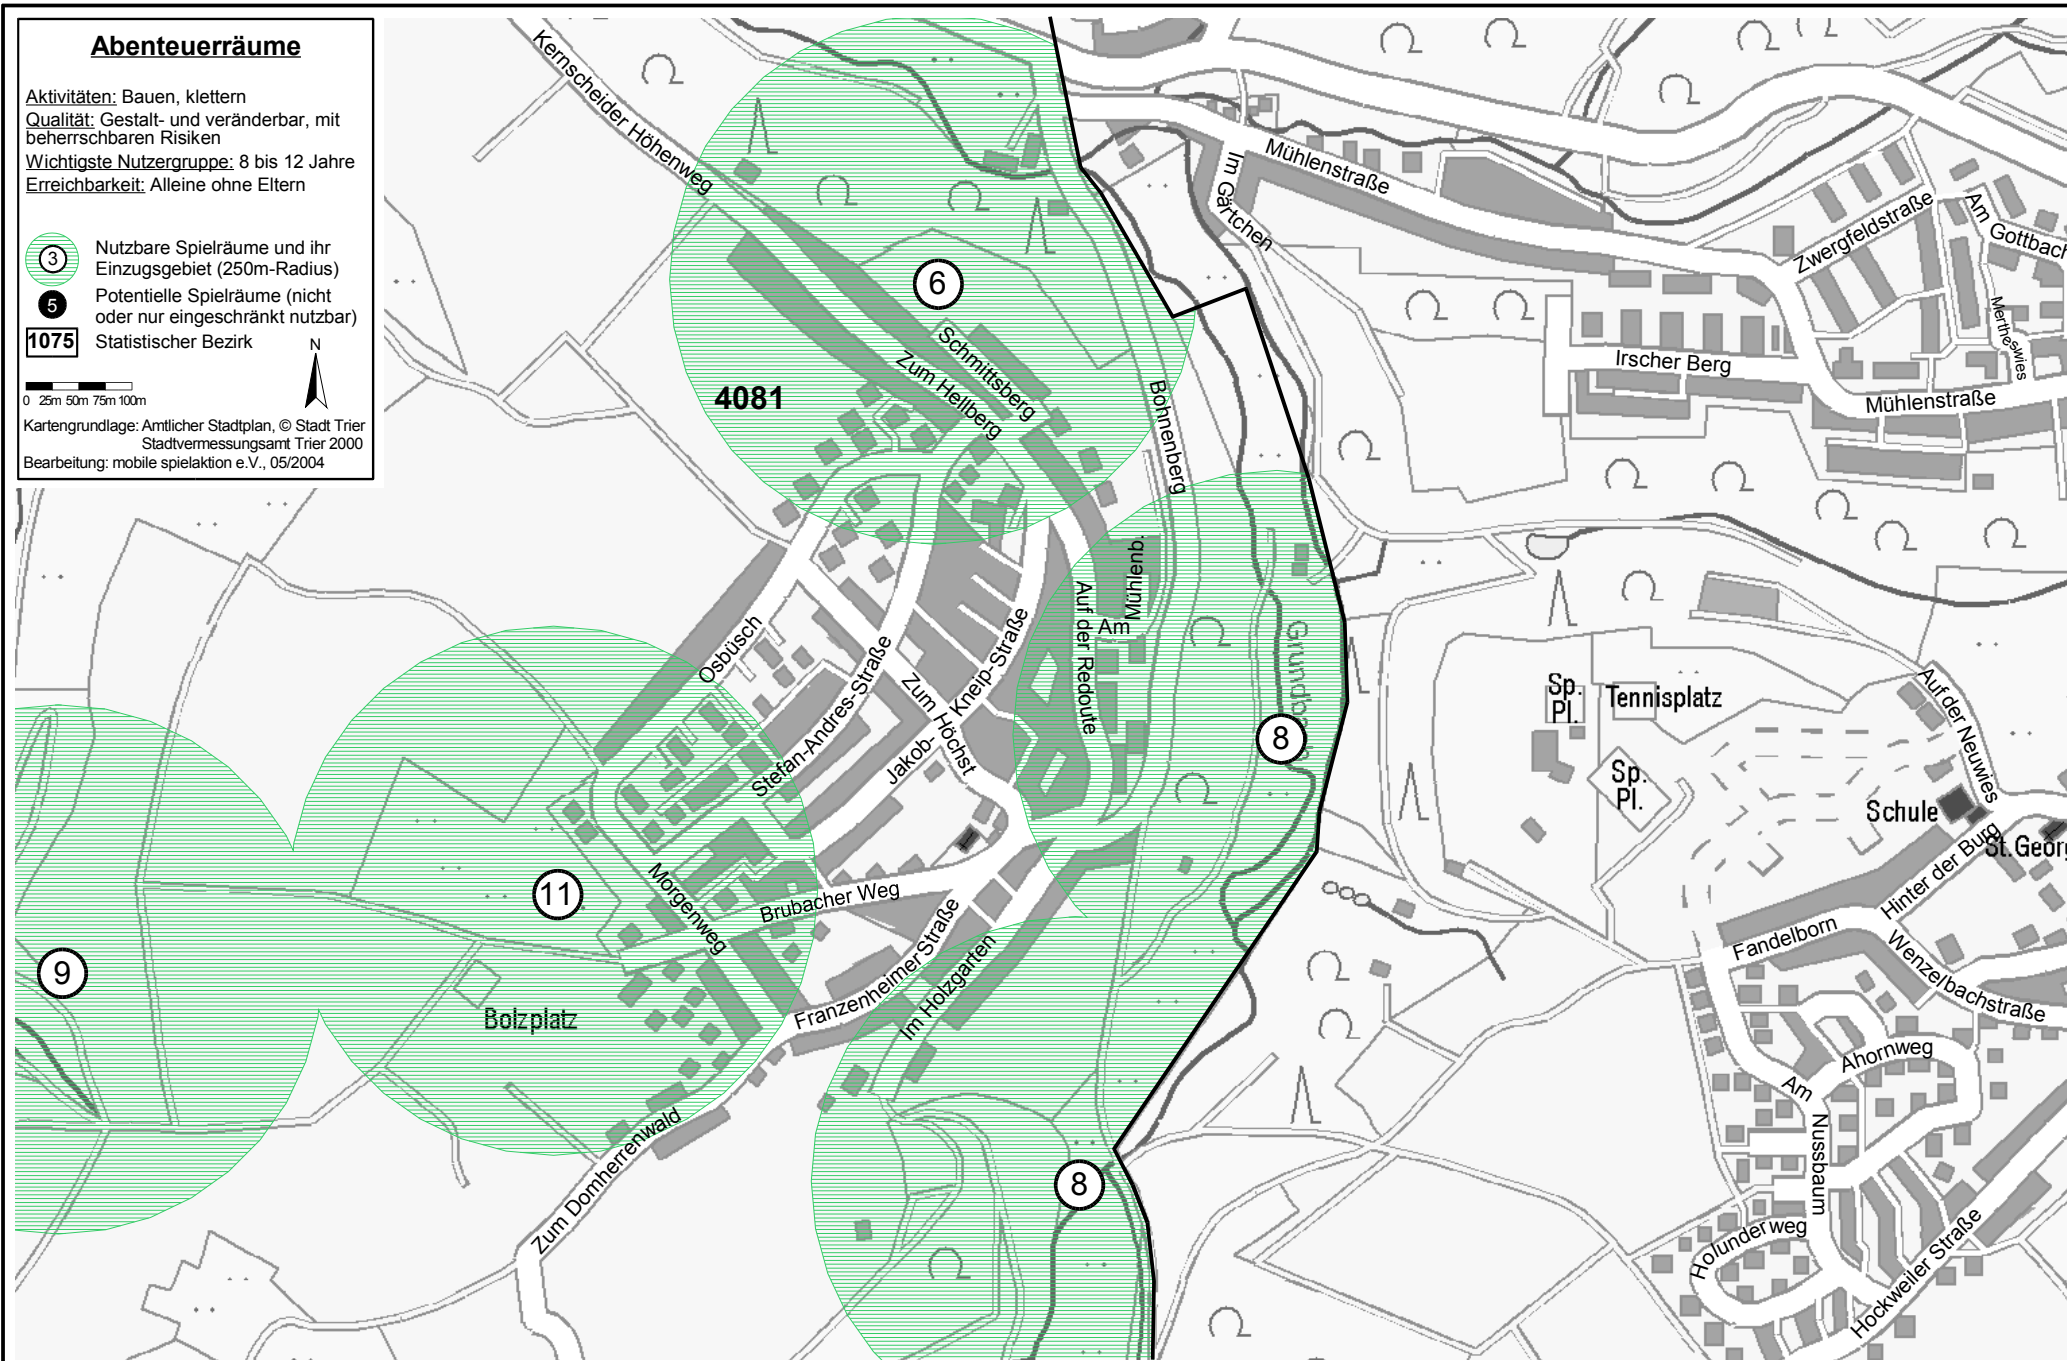 Abenteuerräume
Aktivitäten: Bauen, klettern
Qualität: Gestalt- und veränderbar, mit
beherrschbaren Risiken
Wichtigste Nutzergruppe: 8 bis 12 Jahre
Erreichbarkeit: Alleine ohne Eltern
3 Nutzbare Spielräume und ihr
Einzugsgebiet (250m-Radius)
5 Potentielle Spielräume (nicht
oder nur eingeschränkt nutzbar)
1075 Statistischer Bezirk
N
0 25m 50m 75m 100m
Kartengrundlage: Amtlicher Stadtplan, © Stadt Trier
Stadtvermessungsamt Trier 2000
Bearbeitung: mobile spielaktion e.V., 05/2004
Kernscheider Höhenweg
6
Schmittsberg
Zum Hellberg
4081
Bohnenberg
Im Gärtchen
Mühlenstraße
Zwergfeldstraße
Am
Gottbach
Mertheswies
Irscher Berg
Mühlenstraße
Osbüsch
Stefan-Andres-Straße
Zum Höchst
Jakob-
Kneip-Straße
Auf der Redoute
Am
Mühlenb.
8
Sp.
Pl.
Tennisplatz
Sp.
Pl.
Auf der Neuwies
Schule
Hinter der Burg
St.Georg
11
Morgenweg
Brubacher Weg
9
Bolzplatz
Franzenheimer Straße
Im Holzgarten
Fandelborn
Wenzelbachstraße
Ahornweg
Am
Nussbaum
Zum Domherrenwald
8
Holunderweg
Hockweiler Straße